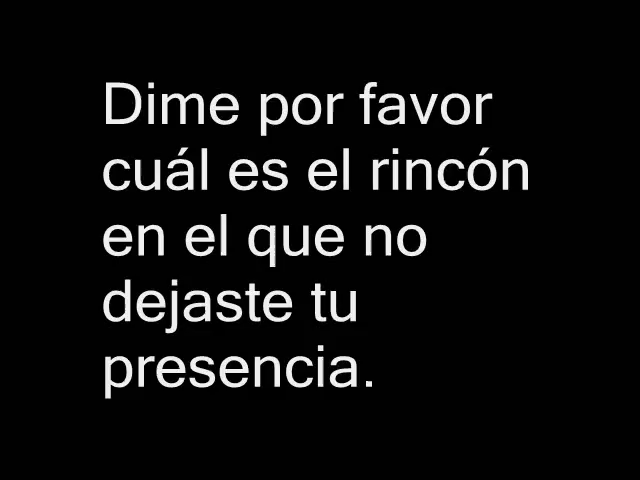 Dime por favor
cuál es el rincón
en el que no
dejaste tu
presencia.